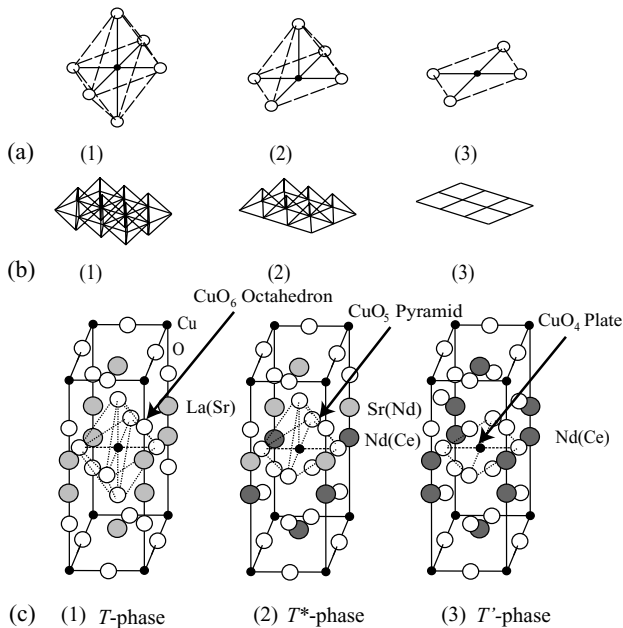 (a) (1) (2) (3)
(b) (1) (2) (3)
CuO6 Octahedron
Cu
O
CuO5 Pyramid
CuO4 Plate
La(Sr)
Sr(Nd)
Nd(Ce)
Nd(Ce)
(c) (1) T-phase (2) T*-phase (3) T’-phase